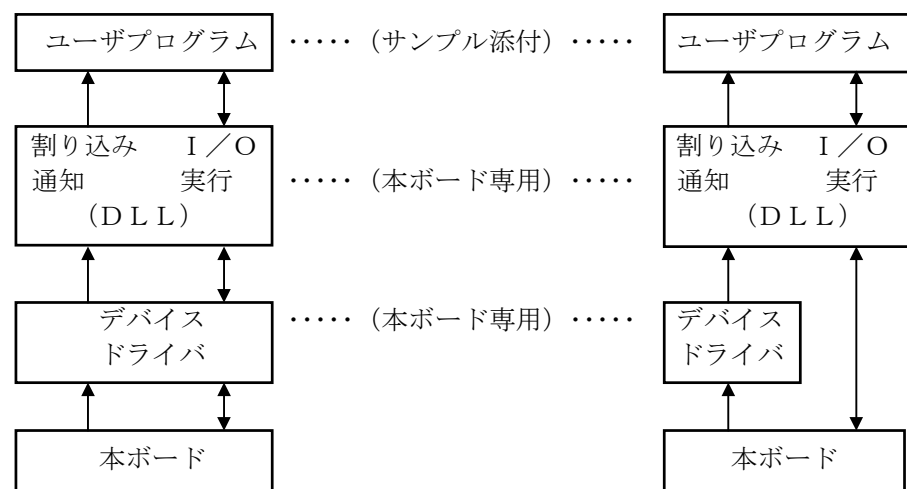 ユーザプログラム ・・・・・（サンプル添付）・・・・・ ユーザプログラム
割り込み Ｉ／Ｏ 割り込み Ｉ／Ｏ
通知 実行 ・・・・・（本ボード専用）・・・・・ 通知 実行
（ＤＬＬ） （ＤＬＬ）
デバイス ・・・・・（本ボード専用）・・・・・ デバイス
ドライバ ドライバ
本ボード 本ボード